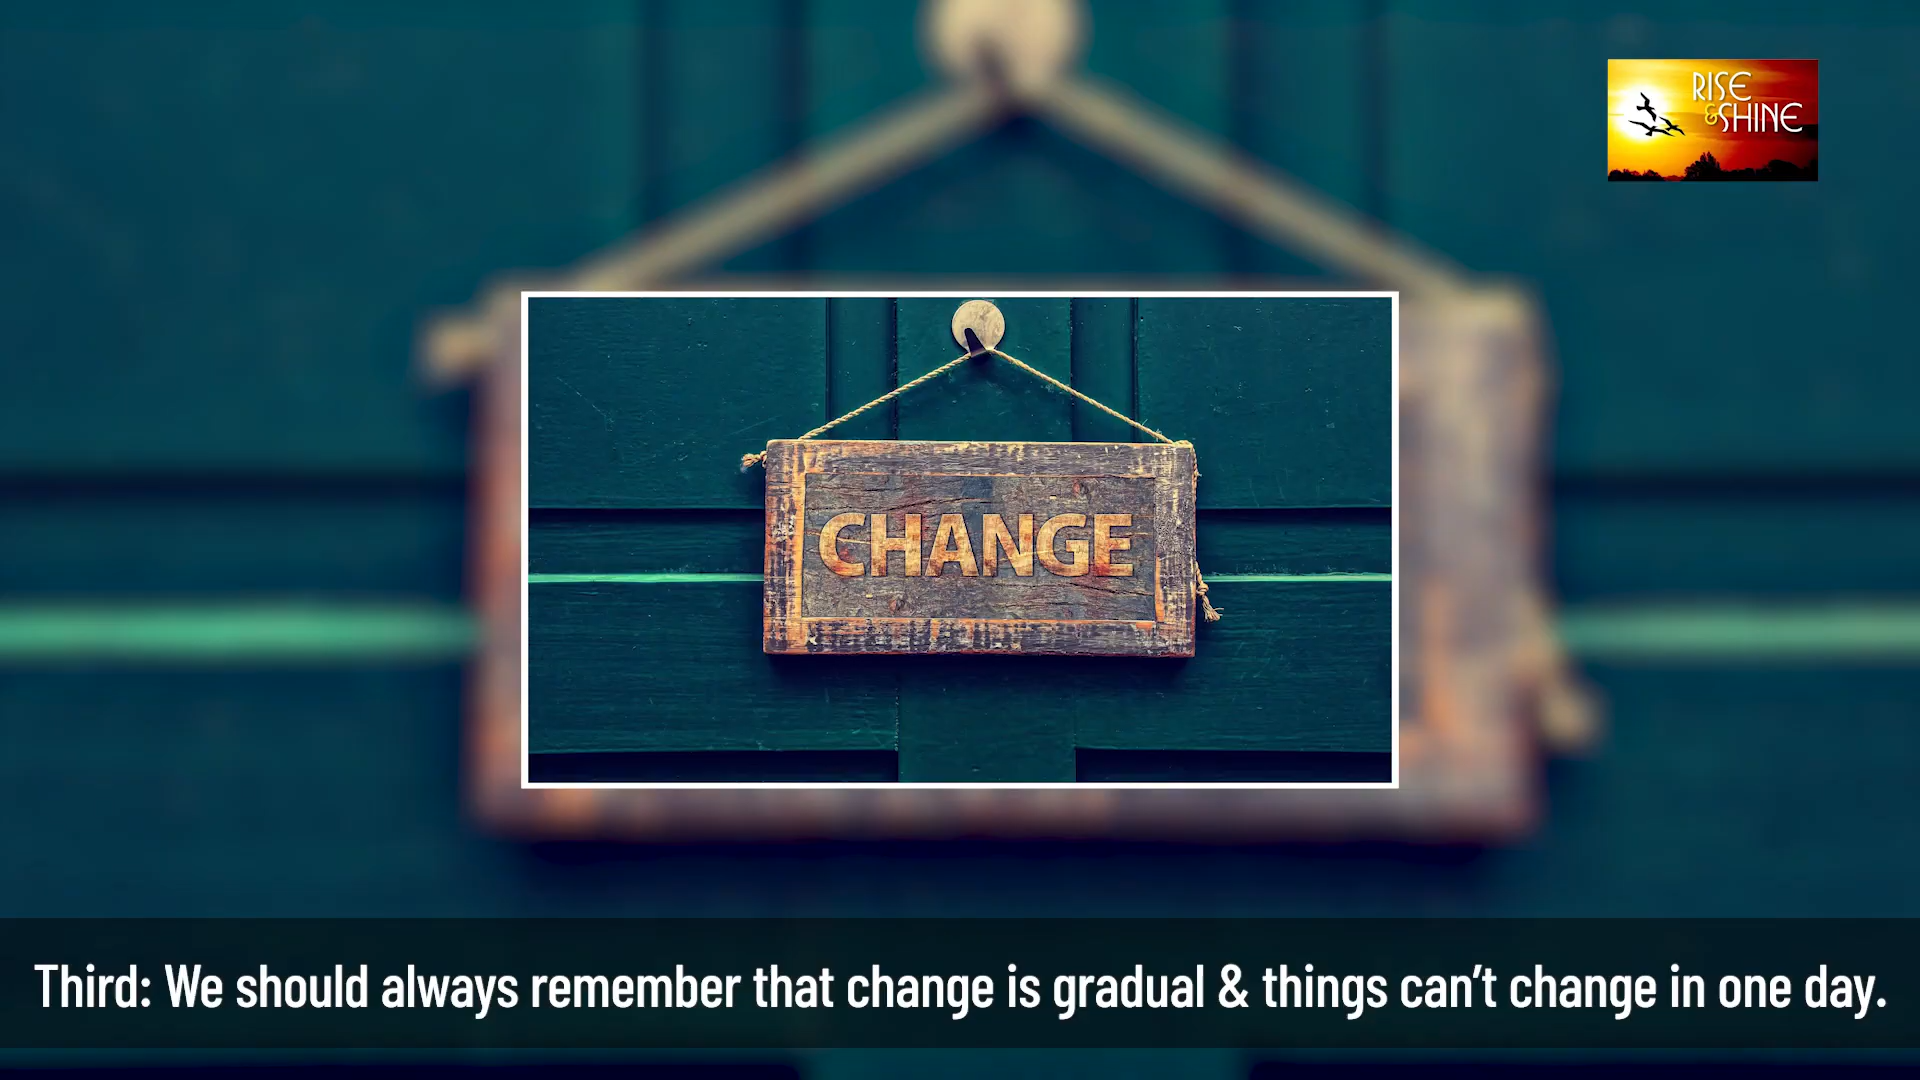 RISE
&SHINE
CHANGE
Third: We should always remember that change is gradual & things can’t change in one day.